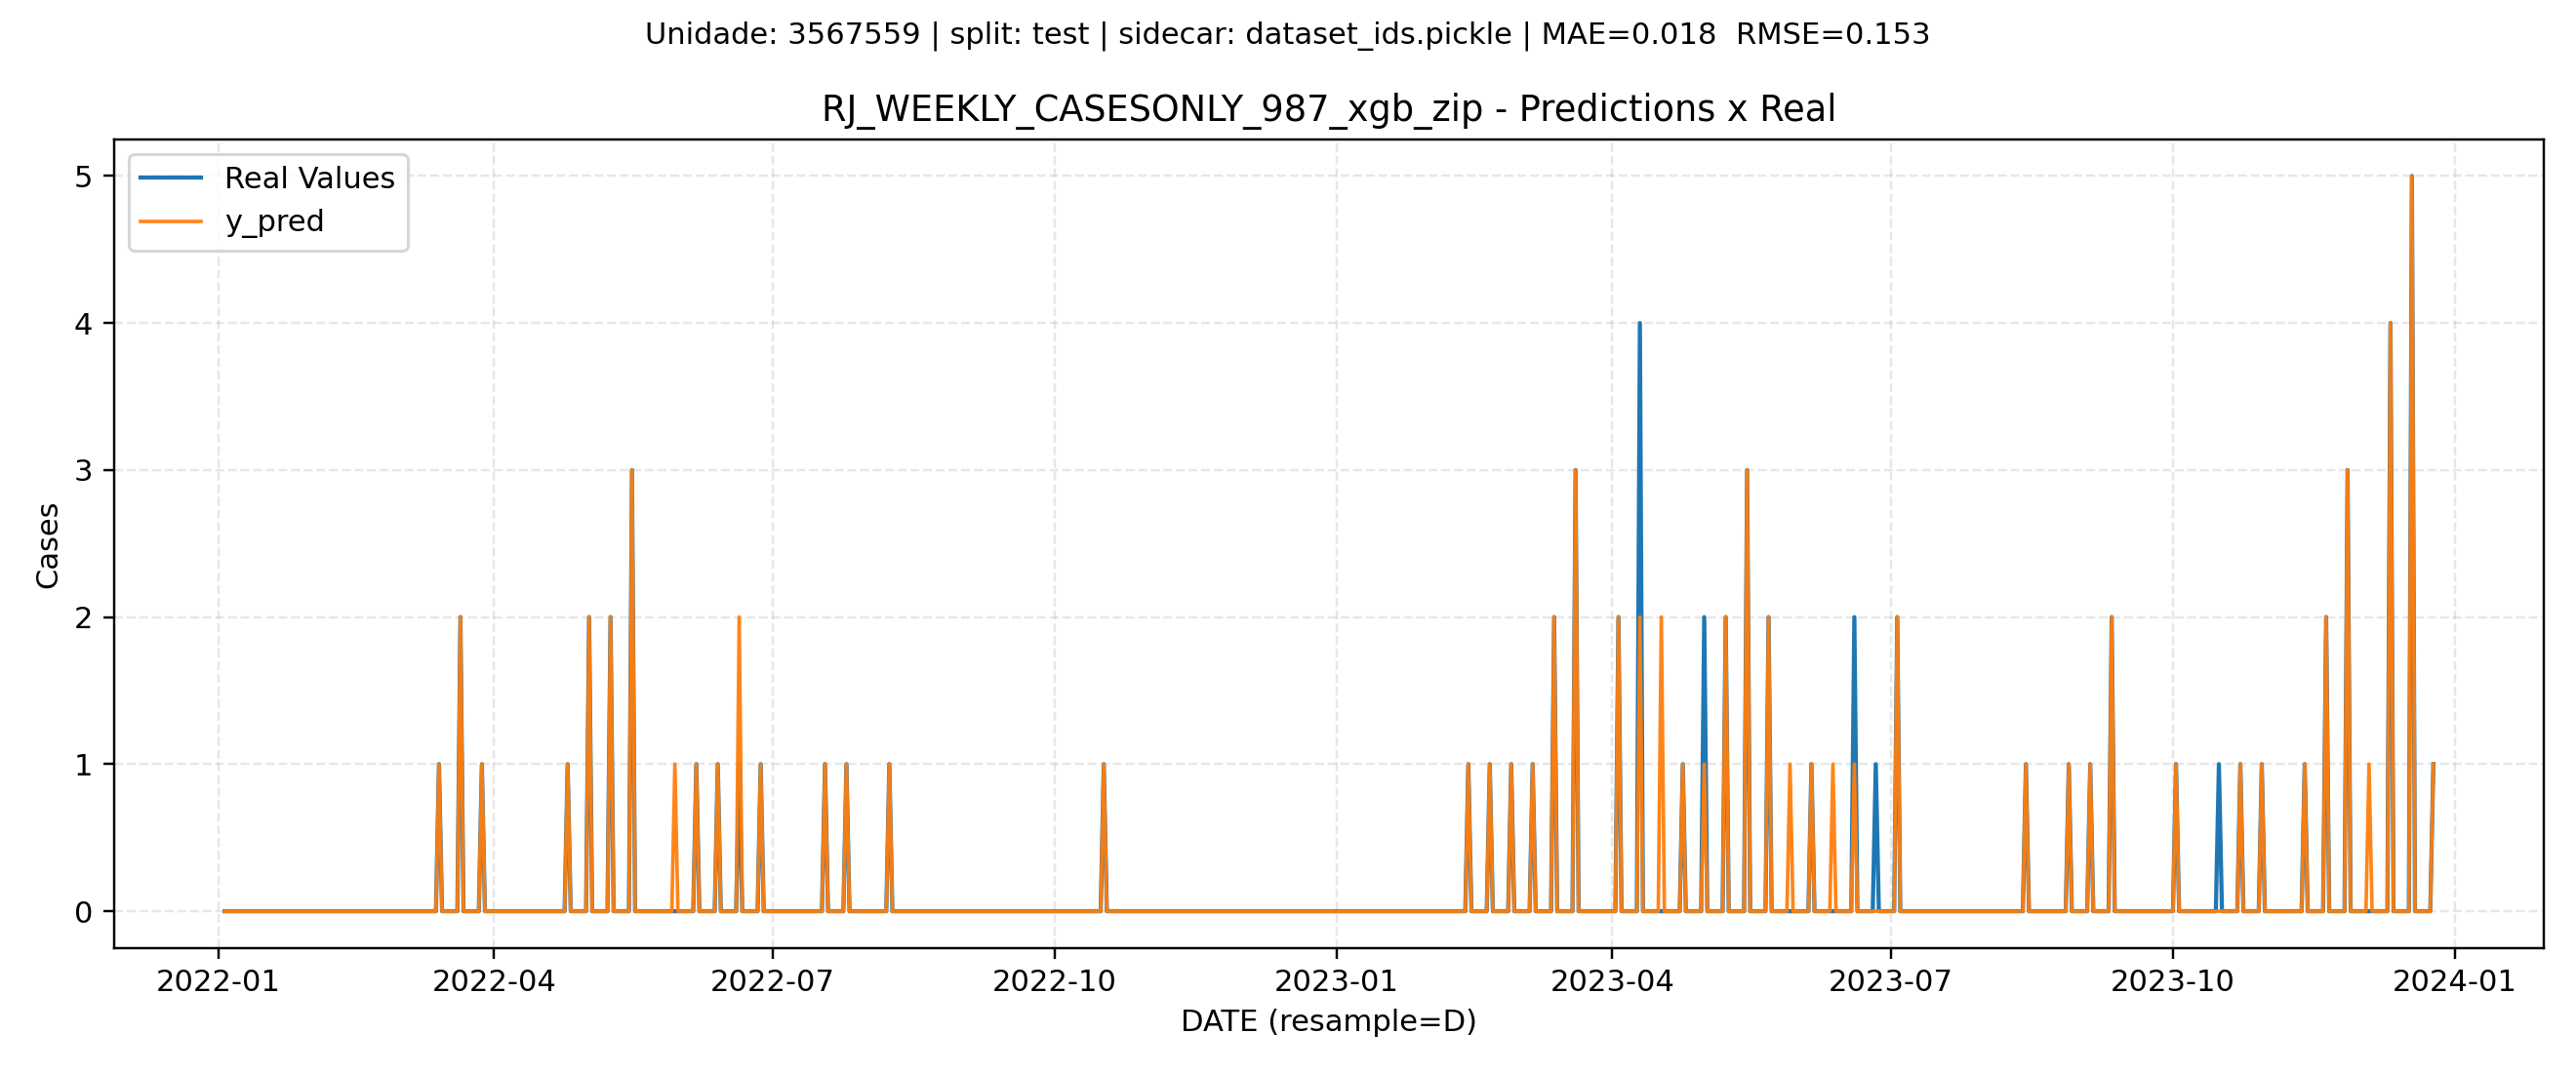 Unidade: 3567559 | split: test | sidecar: dataset_ids.pickle | MAE=0.018  RMSE=0.153
RJ_WEEKLY_CASESONLY_987_xgb_zip - Predictions x Real
Real Values
y_pred
5
4
3
2
1
0
Cases
2022-01
2022-04
2022-07
2022-10
2023-01
2023-04
2023-07
2023-10
2024-01
DATE (resample=D)